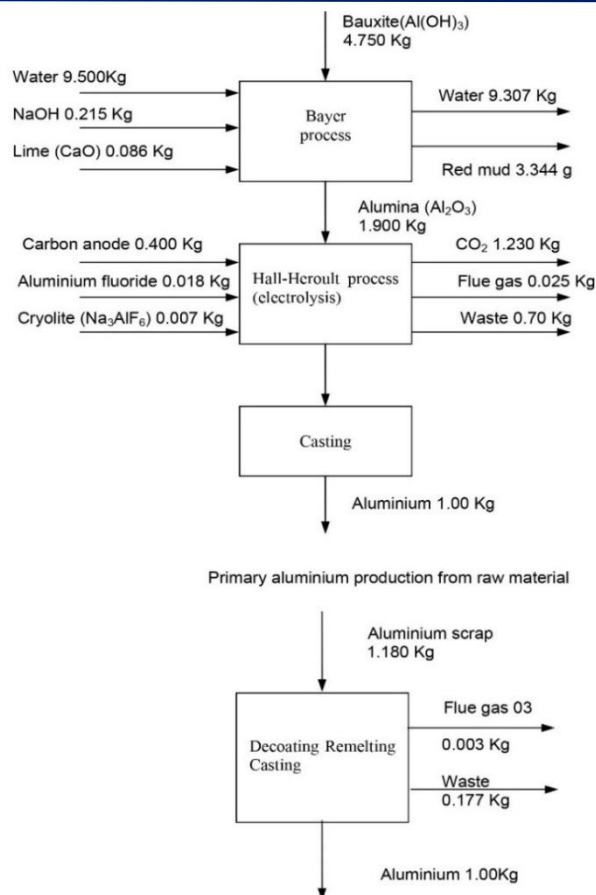 Bauxite(Al(OH)₃)
4.750 Kg
Water 9.500Kg
NaOH 0.215 Kg
Lime (CaO) 0.086 Kg
Bayer
process
Water 9.307 Kg
Red mud 3.344 g
Alumina (Al₂O₃)
1.900 Kg
Carbon anode 0.400 Kg
Aluminium fluoride 0.018 Kg
Cryolite (Na₃AlF₆) 0.007 Kg
Hall-Heroult process
(electrolysis)
CO₂ 1.230 Kg
Flue gas 0.025 Kg
Waste 0.70 Kg
Casting
Aluminium 1.00 Kg
Primary aluminium production from raw material
Aluminium scrap
1.180 Kg
Decoating Remelting
Casting
Flue gas 03
0.003 Kg
Waste
0.177 Kg
Aluminium 1.00Kg